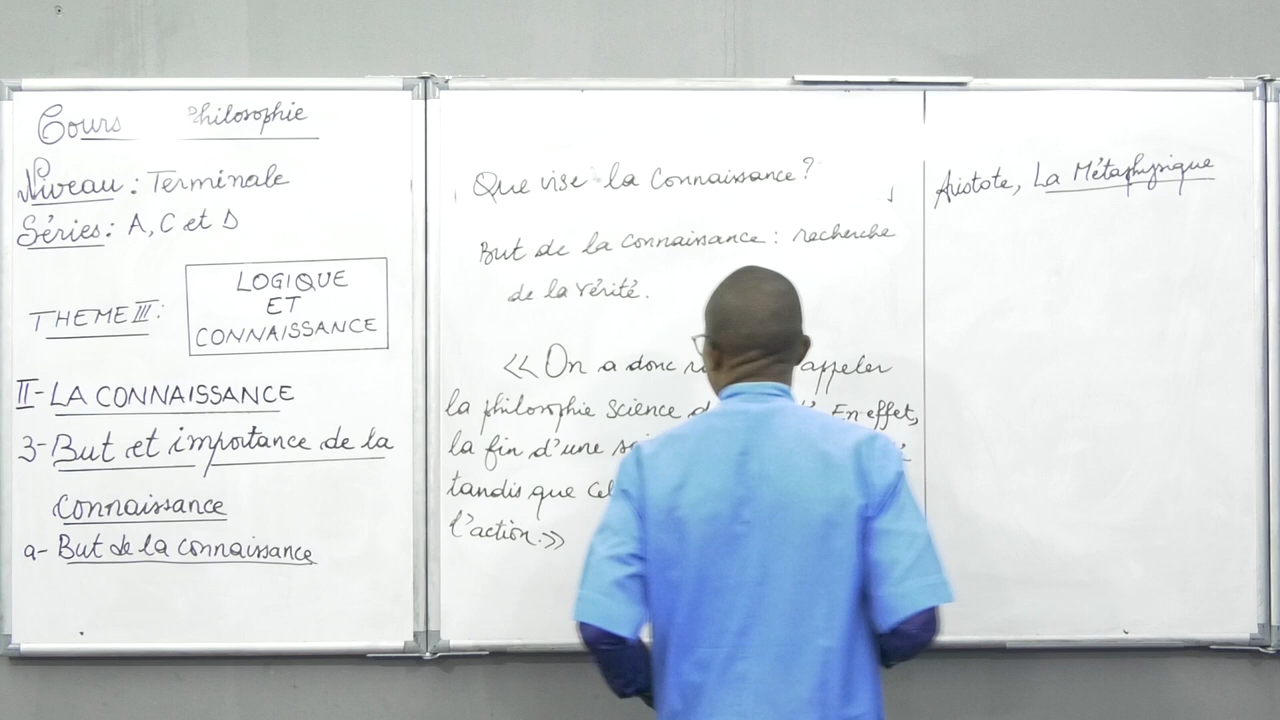 Cours Philosophie
Niveau : Terminale
Séries : A, C et D
THEME III :
LOGIQUE
ET
CONNAISSANCE
II- LA CONNAISSANCE
3- But et importance de la
Connaissance
a- But de la connaissance
Que vise la connaissance ?
But de la connaissance : recherche
de la vérité.
<< On a donc appeler
la philosophie science En effet,
la fin d'une
tandis que
l'action. >>
Aristote, La Métaphysique